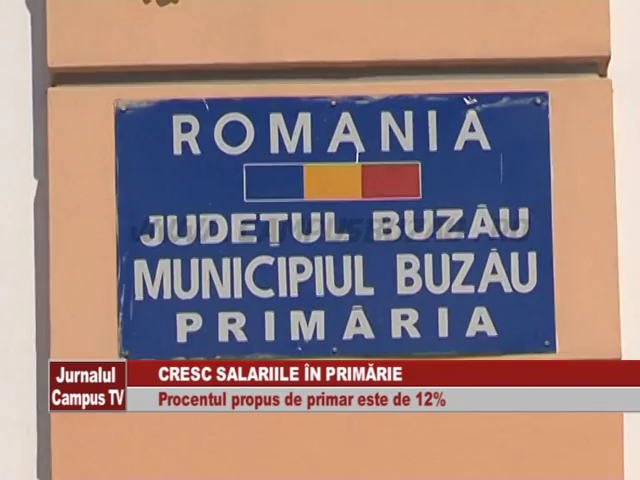 ROMANIA
JUDEȚUL BUZĂU
MUNICIPIUL BUZĂU
PRIMĂRIA
Jurnalul
Campus TV
CRESC SALARIILE ÎN PRIMĂRIE
Procentul propus de primar este de 12%